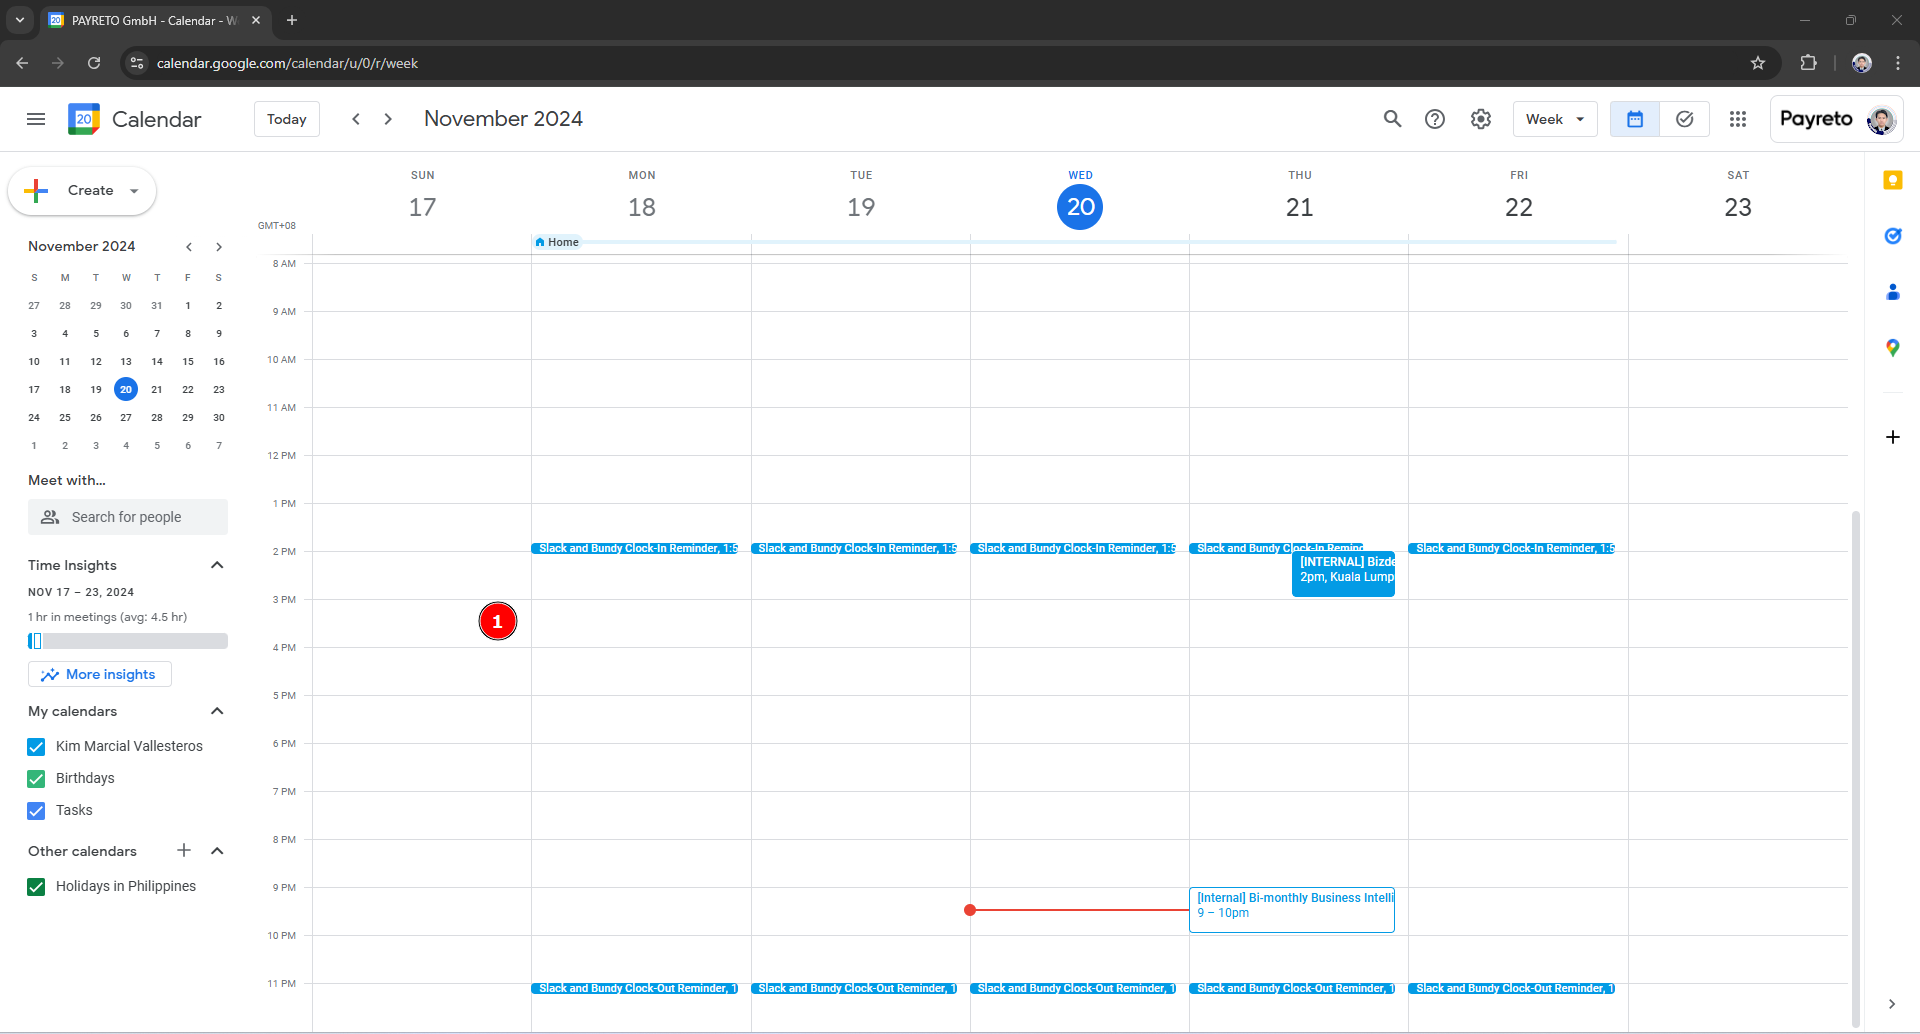 PAYRETO GmbH - Calendar - W
calendar.google.com/calendar/u/0/r/week
20
Calendar
Today
November 2024
Week
Payreto
Create
SUN
MON
TUE
WED
THU
FRI
SAT
17
18
19
20
21
22
23
GMT+08
Home
November 2024
S M T W T F S
27 28 29 30 31 1 2
3 4 5 6 7 8 9
10 11 12 13 14 15 16
17 18 19 20 21 22 23
24 25 26 27 28 29 30
1 2 3 4 5 6 7
Meet with...
Search for people
Time Insights
NOV 17 – 23, 2024
1 hr in meetings (avg: 4.5 hr)
More insights
My calendars
Kim Marcial Vallesteros
Birthdays
Tasks
Other calendars
Holidays in Philippines
8 AM
9 AM
10 AM
11 AM
12 PM
1 PM
2 PM
3 PM
4 PM
5 PM
6 PM
7 PM
8 PM
9 PM
10 PM
11 PM
1
Slack and Bundy Clock-In Reminder, 1:5
Slack and Bundy Clock-In Reminder, 1:5
Slack and Bundy Clock-In Reminder, 1:5
Slack and Bundy Clock-In Remind
Slack and Bundy Clock-In Reminder, 1:5
[INTERNAL] Bizde
2pm, Kuala Lump
[Internal] Bi-monthly Business Intelli
9 – 10pm
Slack and Bundy Clock-Out Reminder, 1
Slack and Bundy Clock-Out Reminder, 1
Slack and Bundy Clock-Out Reminder, 1
Slack and Bundy Clock-Out Reminder, 1
Slack and Bundy Clock-Out Reminder, 1